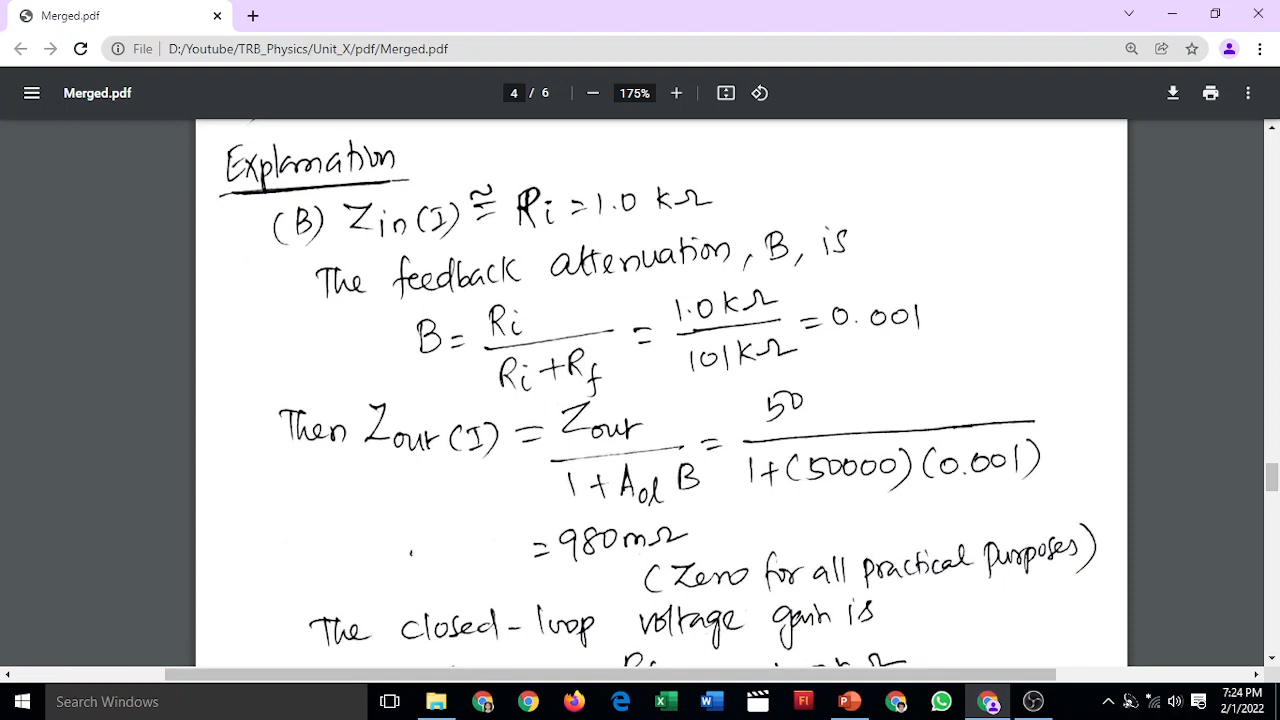 Merged.pdf
File D:/Youtube/TRB_Physics/Unit_X/pdf/Merged.pdf
Merged.pdf 4 / 6 175%
Explanation
(B) Zin(I) ≅ Ri = 1.0 kΩ
The feedback attenuation, B, is
B = Ri / (Ri + Rf) = 1.0 kΩ / 101 kΩ = 0.001
Then Zout(I) = Zout / (1 + Aol B) = 50 / (1 + (50000)(0.001))
= 980 mΩ
(Zero for all practical purposes)
The closed-loop voltage gain is
Search Windows
7:24 PM
2/1/2022